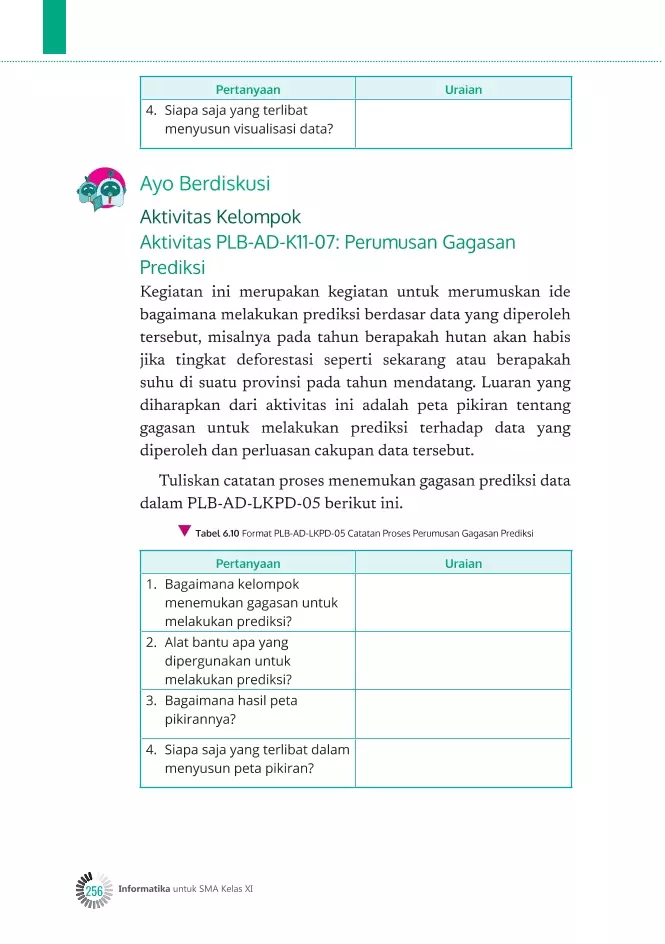 Pertanyaan Uraian
4. Siapa saja yang terlibat
menyusun visualisasi data?
Ayo Berdiskusi
Aktivitas Kelompok
Aktivitas PLB-AD-K11-07: Perumusan Gagasan
Prediksi
Kegiatan ini merupakan kegiatan untuk merumuskan ide
bagaimana melakukan prediksi berdasar data yang diperoleh
tersebut, misalnya pada tahun berapakah hutan akan habis
jika tingkat deforestasi seperti sekarang atau berapakah
suhu di suatu provinsi pada tahun mendatang. Luaran yang
diharapkan dari aktivitas ini adalah peta pikiran tentang
gagasan untuk melakukan prediksi terhadap data yang
diperoleh dan perluasan cakupan data tersebut.
Tuliskan catatan proses menemukan gagasan prediksi data
dalam PLB-AD-LKPD-05 berikut ini.
Tabel 6.10 Format PLB-AD-LKPD-05 Catatan Proses Perumusan Gagasan Prediksi
Pertanyaan Uraian
1. Bagaimana kelompok
menemukan gagasan untuk
melakukan prediksi?
2. Alat bantu apa yang
dipergunakan untuk
melakukan prediksi?
3. Bagaimana hasil peta
pikirannya?
4. Siapa saja yang terlibat dalam
menyusun peta pikiran?
256 Informatika untuk SMA Kelas XI